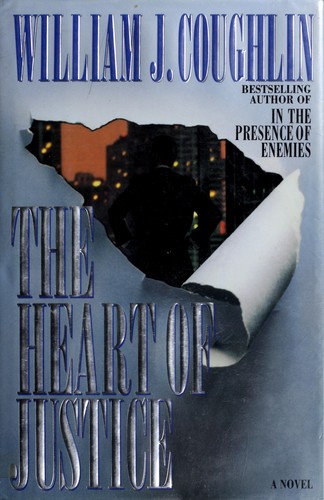 WILLIAM J. COUGHLIN
BESTSELLING
AUTHOR OF
IN THE
PRESENCE OF
ENEMIES
THE
HEART OF
JUSTICE
A NOVEL